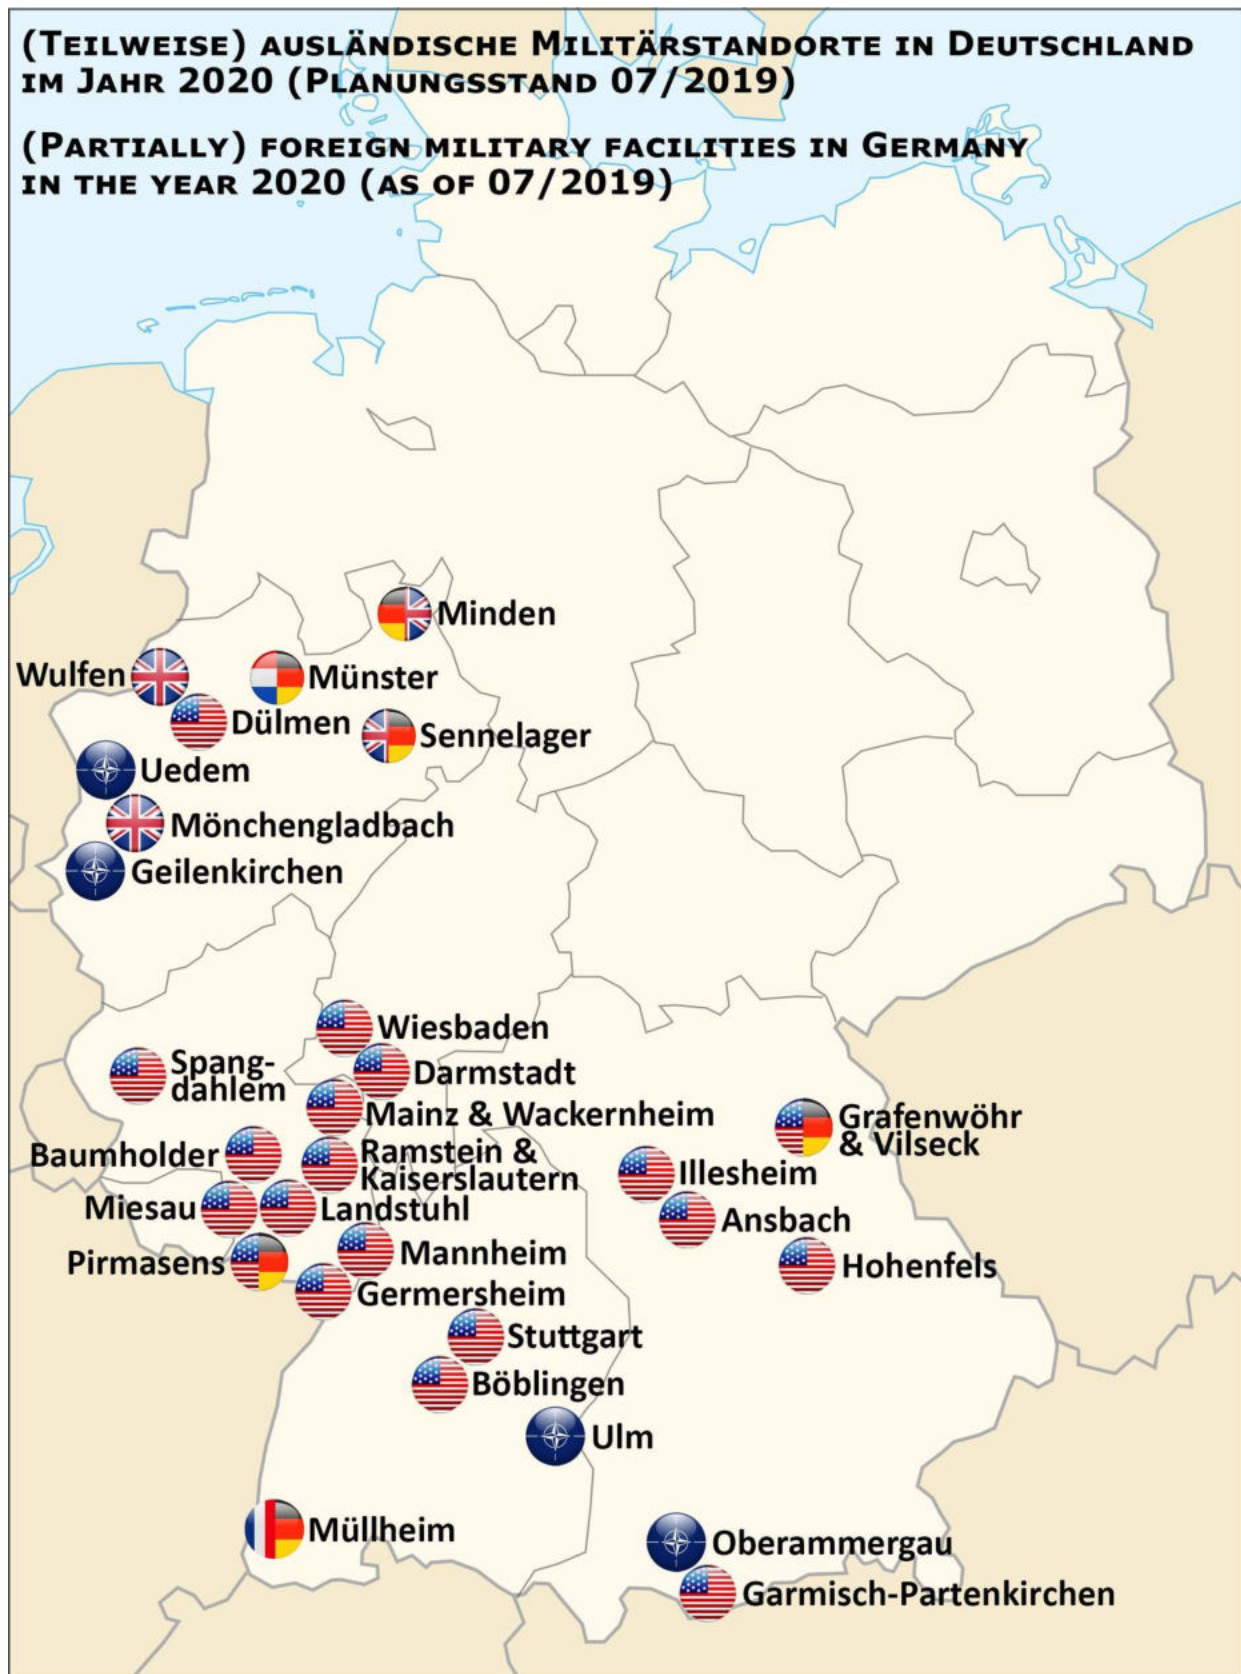 (Teilweise) ausländische Militärstandorte in Deutschland
im Jahr 2020 (Planungsstand 07/2019)
(Partially) foreign military facilities in Germany
in the year 2020 (as of 07/2019)
Minden
Wulfen
Münster
Dülmen
Sennelager
Uedem
Mönchengladbach
Geilenkirchen
Wiesbaden
Spang-
dahlem
Darmstadt
Mainz & Wackernheim
Grafenwöhr
& Vilseck
Baumholder
Ramstein &
Kaiserslautern
Illesheim
Miesau
Landstuhl
Ansbach
Pirmasens
Mannheim
Hohenfels
Germersheim
Stuttgart
Böblingen
Ulm
Müllheim
Oberammergau
Garmisch-Partenkirchen